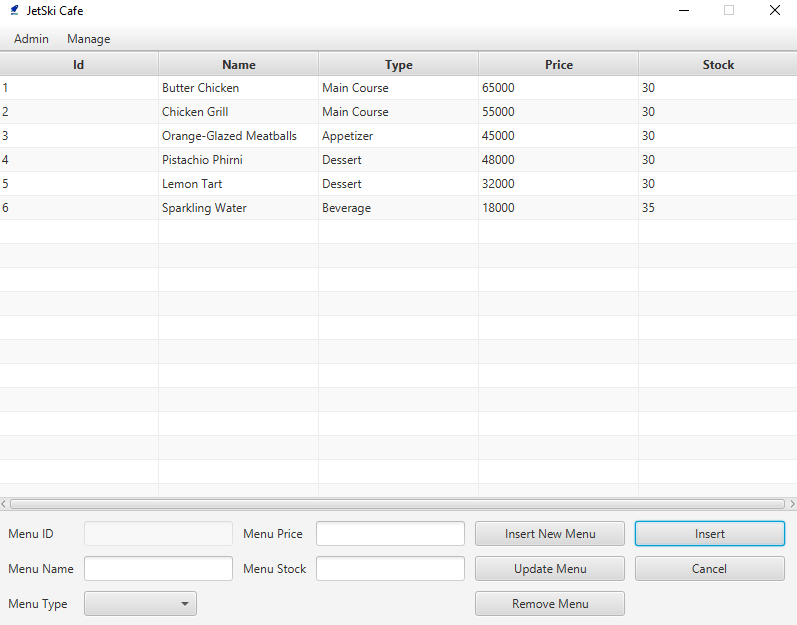 JetSki Cafe
Admin Manage
Id Name Type Price Stock
1 Butter Chicken Main Course 65000 30
2 Chicken Grill Main Course 55000 30
3 Orange-Glazed Meatballs Appetizer 45000 30
4 Pistachio Phirni Dessert 48000 30
5 Lemon Tart Dessert 32000 30
6 Sparkling Water Beverage 18000 35
Menu ID Menu Price Insert New Menu Insert
Menu Name Menu Stock Update Menu Cancel
Menu Type Remove Menu